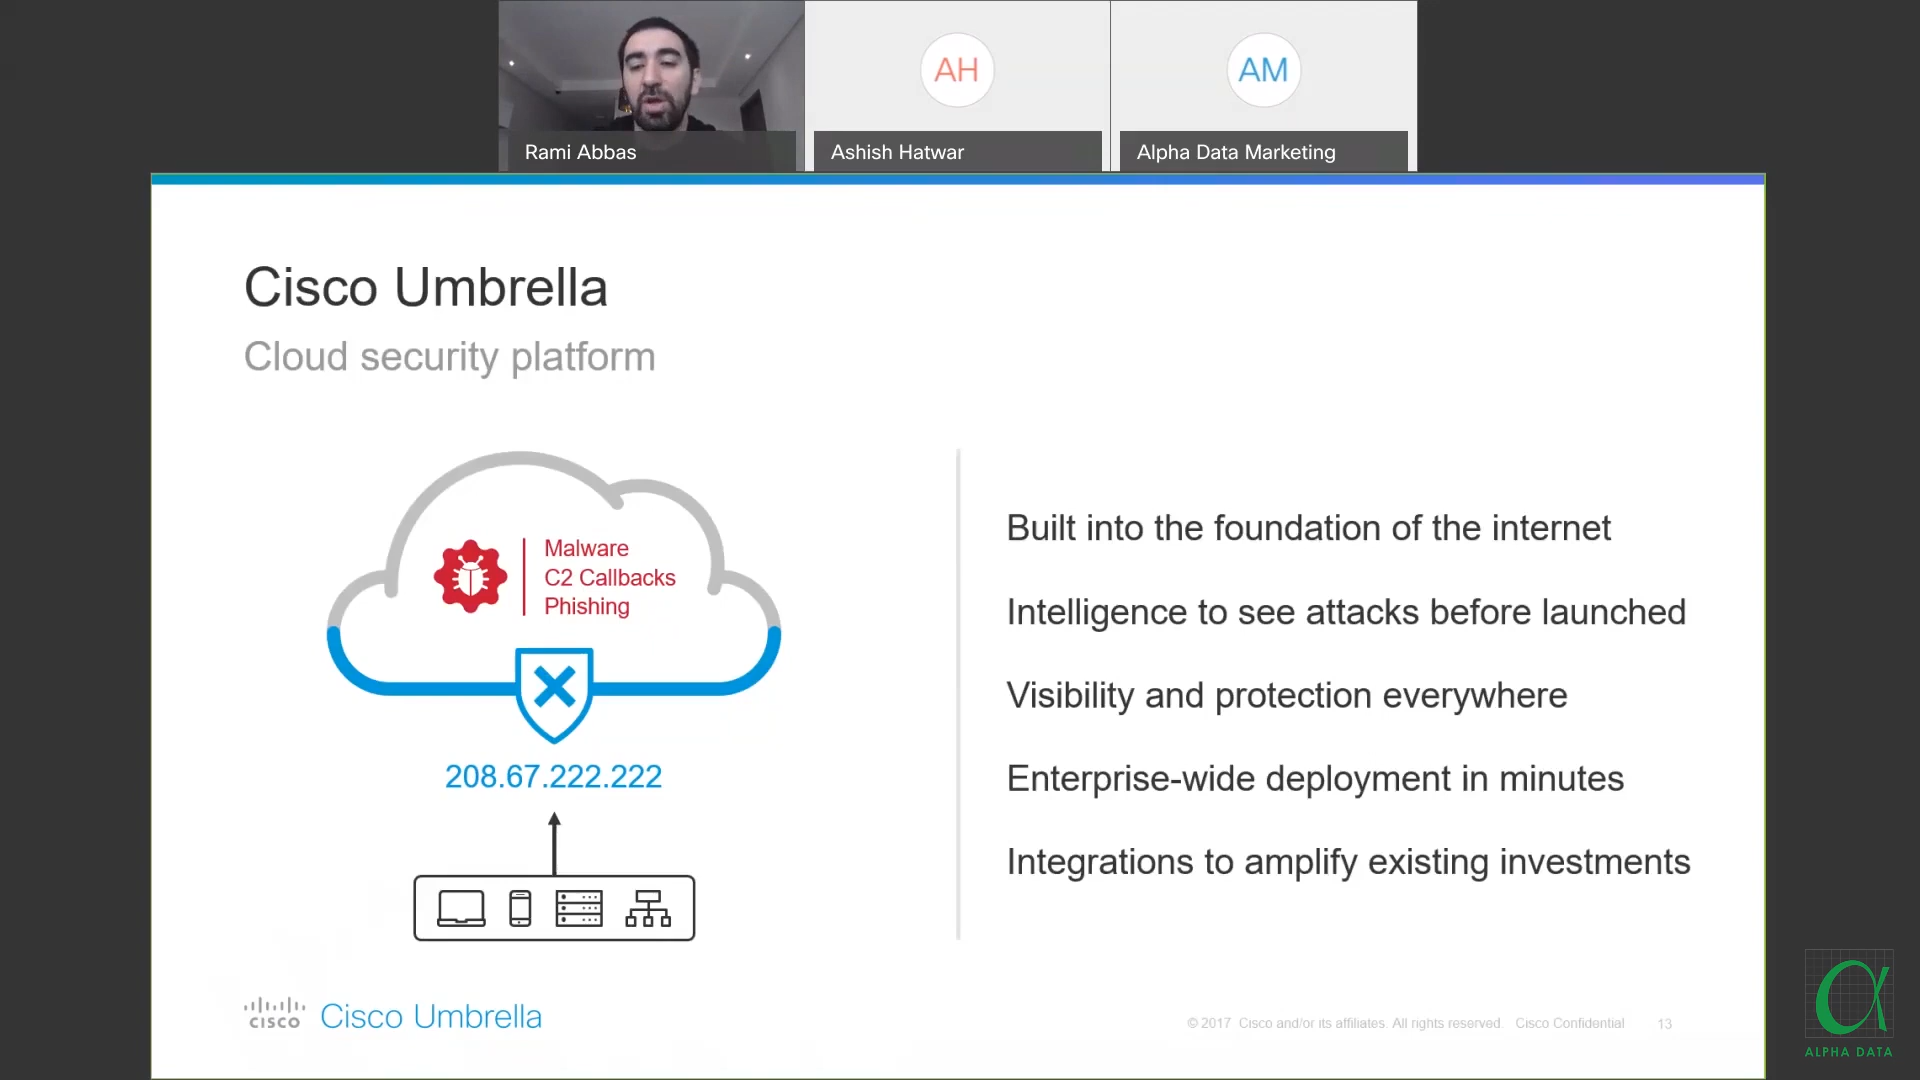 AH
AM
Rami Abbas
Ashish Hatwar
Alpha Data Marketing
Cisco Umbrella
Cloud security platform
Malware
C2 Callbacks
Phishing
208.67.222.222
Built into the foundation of the internet
Intelligence to see attacks before launched
Visibility and protection everywhere
Enterprise-wide deployment in minutes
Integrations to amplify existing investments
CISCO Cisco Umbrella
© 2017 Cisco and/or its affiliates. All rights reserved. Cisco Confidential 13
ALPHA DATA